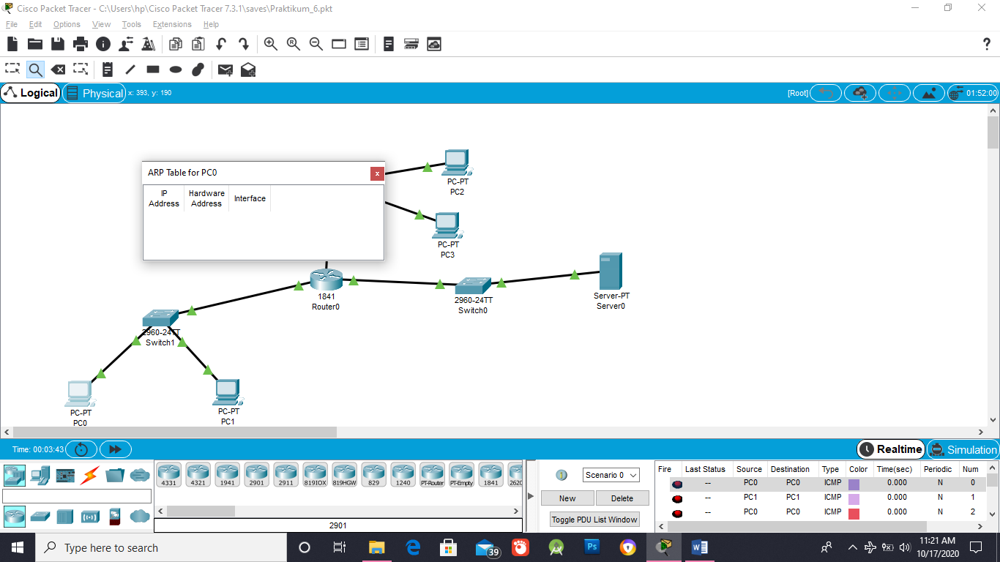 Cisco Packet Tracer - C:\Users\hp\Cisco Packet Tracer 7.3.1\saves\Praktikum_6.pkt
File Edit Options View Tools Extensions Help
R
?
Logical Physical x: 393, y: 190 [Root] 01:52:00
ARP Table for PC0 x
IP Address Hardware Address Interface
PC-PT
PC2
PC-PT
PC3
1841
Router0
2960-24TT
Switch0
Server-PT
Server0
2960-24TT
Switch1
PC-PT
PC0
PC-PT
PC1
Time: 00:03:43 Realtime Simulation
4331 4321 1941 2901 2911 819IOX 819HGW 829 1240 PT-Router PT-Empty 1841 2620
2901
Scenario 0
New Delete
Toggle PDU List Window
Fire Last Status Source Destination Type Color Time(sec) Periodic Num
-- PC0 PC0 ICMP 0.000 N 0
-- PC1 PC1 ICMP 0.000 N 1
-- PC0 PC0 ICMP 0.000 N 2
Type here to search
39
Ps
W
11:21 AM
10/17/2020